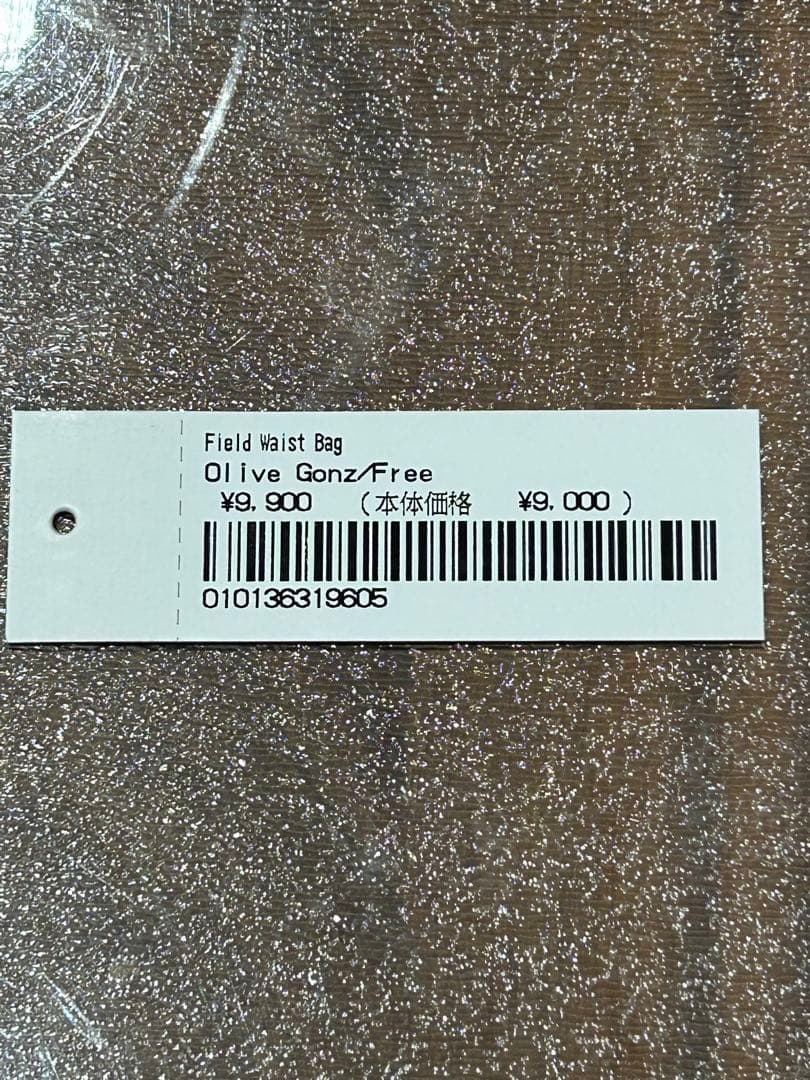 Field Waist Bag
Olive Gonz/Free
¥9,900 (本体価格 ¥9,000 )
010136319605